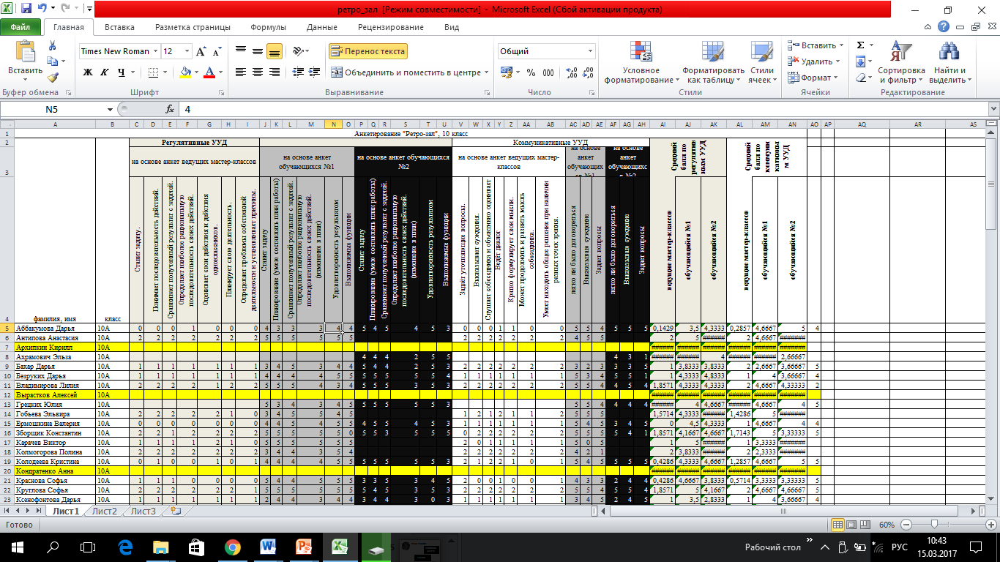 ретро_зал [Режим совместимости] - Microsoft Excel (Сбой активации продукта)
Файл Главная Вставка Разметка страницы Формулы Данные Рецензирование Вид
Times New Roman 12 Перенос текста Общий Вставить Удалить Формат
Вставить Ж К Ч Объединить и поместить в центре % 000 Условное форматирование Форматировать как таблицу Стили ячеек Сортировка и фильтр Найти и выделить
Буфер обмена Шрифт Выравнивание Число Стили Ячейки Редактирование
N5 fx 4
A B C D E F G H I J K L M N O P Q R S T U V W X Y Z AA AB AC AD AE AF AG AH AI AJ AK AL AM AN AO AP AQ AR AS
1 Анкетирование "Ретро-зал", 10 класс
2 Регулятивные УУД Коммуникативные УУД
3 на основе анкет ведущих мастер-классов
на основе анкет обучающихся №1
на основе анкет обучающихся №2
на основе анкет ведущих мастер-классов
на основе анкет
на основе анкет
Средний балл по регулятивным УУД
Средний балл по коммуникативным УУД
4 фамилия, имя класс
Ставит задачу.
Понимает последовательность действий.
Сравнивает полученный результат с задачей.
Определяет наиболее рациональную последовательность своих действий.
Оценивает свои действия и действия одноклассников.
Планирует свою деятельность.
Определяет проблемы собственной деятельности и устанавливает причины.
Ставит задачу
Планирование (умею составлять план работы)
Сравнивает полученный результат с задачей.
Определяет наиболее рациональную последовательность своих действий. (изменение в план)
Удовлетворенность результатом
Выполняемые функции
Ставит задачу
Планирование (умею составлять план работы)
Сравнивает полученный результат с задачей.
Определяет наиболее рациональную последовательность своих действий. (изменение в план)
Удовлетворенность результатом
Выполняемые функции
Задаёт уточняющие вопросы.
Высказывает суждения.
Слушает собеседника и объективно оценивает
Ведёт диалог
Кратко формулирует свои мысли.
Может продолжить и развить мысль собеседника.
Умеет находить общее решение при наличии разных точек зрения.
легко ли было договориться
Высказываю суждение
Задает вопросы
легко ли было договориться
Высказываю суждение
Задает вопросы
ведущие мастер-классов
обучающийся №1
обучающийся №2
ведущие мастер-классов
обучающийся №1
обучающийся №2
5 Аббакумова Дарья 10А 0 0 0 1 0 0 0 4 3 3 3 4 4 5 4 5 4 5 3 0 0 0 1 1 0 0 5 5 4 5 5 5 0,1429 3,5 4,3333 0,2857 4,6667 5 4
6 Антипова Анастасия 10А 2 2 2 2 2 2 2 5 5 5 5 5 5 2 2 2 2 2 2 2 4 5 5 2 5 ###### 2 4,6667 #######
7 Архипкин Кирилл 10А ###### ###### ###### ###### ###### #######
8 Ахрамович Эльза 10А 4 4 4 2 5 5 4 3 1 ###### ###### 4 ###### ###### 2,66667
9 Бахар Дарья 10А 1 1 1 1 1 1 1 3 4 5 3 4 4 5 4 4 2 5 3 2 2 2 2 2 2 2 3 2 3 3 3 5 1 3,8333 3,8333 2 2,6667 3,66667 5
10 Безруких Дарья 10А 1 1 1 1 1 1 1 4 4 4 5 4 5 5 5 5 5 5 4 1 1 1 1 1 1 1 5 3 4 5 5 1 1 4,3333 4,8333 1 4 3,66667 4
11 Владимирова Лилия 10А 2 2 2 2 1 2 2 5 5 5 4 3 4 5 5 5 3 5 3 2 2 2 2 2 2 2 5 5 4 4 5 4 1,8571 4,3333 4,3333 2 4,6667 4,33333 2
12 Вырастков Алексей 10А ###### ###### ###### ###### ###### #######
13 Грецких Юлия 10А 5 3 4 3 4 5 5 5 5 5 5 3 5 5 4 4 4 4 ###### 4 4,6667 ###### 4,6667 4 5
14 Гобьева Эльвира 10А 2 2 2 2 2 1 0 4 4 5 5 4 4 1 2 1 2 1 1 2 5 5 5 1,5714 4,3333 ###### 1,4286 5 #######
15 Ермошкина Валерия 10А 0 0 0 0 0 0 0 4 4 5 4 5 5 4 5 5 4 5 3 1 1 1 1 1 1 1 5 4 5 3 4 5 0 4,5 4,3333 1 4,6667 4 4
16 Зборщик Константин 10А 2 2 1 2 2 2 2 5 5 5 5 5 0 5 5 3 5 5 5 0 2 2 2 2 2 2 5 5 5 5 4 1 1,8571 4,1667 4,6667 1,7143 5 3,33333 5
17 Карачев Виктор 10А 1 1 1 1 2 1 0 5 5 5 5 5 5 2 0 1 1 1 1 1 5 0 5 1 5 ###### 1 3,3333 #######
18 Колмогорова Полина 10А 2 2 2 2 2 2 2 3 4 4 4 3 5 2 2 2 2 2 2 2 4 2 1 2 3,8333 ###### 2 2,3333 #######
19 Колодеева Кристина 10А 0 1 0 0 1 0 1 4 4 4 5 4 5 5 5 5 5 5 3 2 1 2 2 1 0 1 5 4 5 5 5 5 0,4286 4,3333 4,6667 1,2857 4,6667 5 5
20 Кондратенко Анна 10А ###### ###### ###### ###### ###### #######
21 Краснова Софья 10А 1 1 1 0 0 0 0 5 4 4 5 5 5 3 3 5 3 4 5 2 0 0 1 0 0 1 4 3 3 2 4 4 0,4286 4,6667 3,8333 0,5714 3,3333 3,33333 5
22 Круглова Софья 10А 1 2 2 2 2 2 2 5 5 5 5 5 5 5 4 5 3 5 3 2 2 2 2 2 2 2 5 5 4 4 5 5 1,8571 5 4,1667 2 4,6667 4,66667 5
23 Ксенофонтова Дарья 10А 1 1 1 1 1 1 1 2 4 4 3 4 4 3 4 4 3 0 3 1 1 1 1 1 1 1 3 4 5 2 4 5 1 3,5 2,8333 1 4 3,66667 4
Лист1 Лист2 Лист3
Готово 60%
Рабочий стол РУС 10:43
15.03.2017